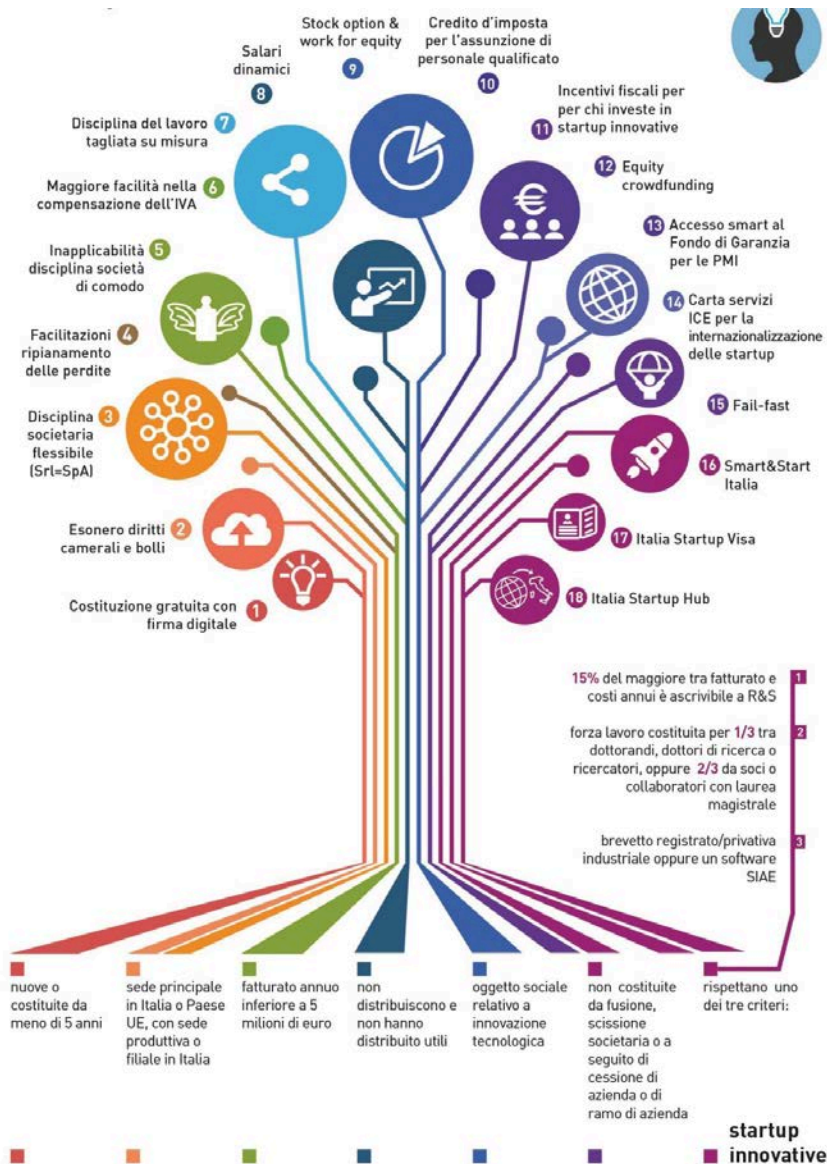 Stock option &
work for equity
9
Credito d'imposta
per l'assunzione di
personale qualificato
10
Salari
dinamici
8
Incentivi fiscali per
per chi investe in
startup innovative
11
Disciplina del lavoro
tagliata su misura
7
12 Equity
crowdfunding
Maggiore facilità nella
compensazione dell'IVA
6
13 Accesso smart al
Fondo di Garanzia
per le PMI
Inapplicabilità
disciplina società
di comodo
5
14 Carta servizi
ICE per la
internazionalizzazione
delle startup
Facilitazioni
ripianamento
delle perdite
4
15 Fail-fast
Disciplina
societaria
flessibile
(Srl=SpA)
3
16 Smart&Start
Italia
Esonero diritti
camerali e bolli
2
17 Italia Startup Visa
Costituzione gratuita con
firma digitale
1
18 Italia Startup Hub
€
15% del maggiore tra fatturato e
costi annui è ascrivibile a R&S
1
forza lavoro costituita per 1/3 tra
dottorandi, dottori di ricerca o
ricercatori, oppure 2/3 da soci o
collaboratori con laurea
magistrale
2
brevetto registrato/privativa
industriale oppure un software
SIAE
3
nuove o
costituite da
meno di 5 anni
sede principale
in Italia o Paese
UE, con sede
produttiva o
filiale in Italia
fatturato annuo
inferiore a 5
milioni di euro
non
distribuiscono e
non hanno
distribuito utili
oggetto sociale
relativo a
innovazione
tecnologica
non costituite
da fusione,
scissione
societaria o a
seguito di
cessione di
azienda o di
ramo di azienda
rispettano uno
dei tre criteri:
startup
innovative